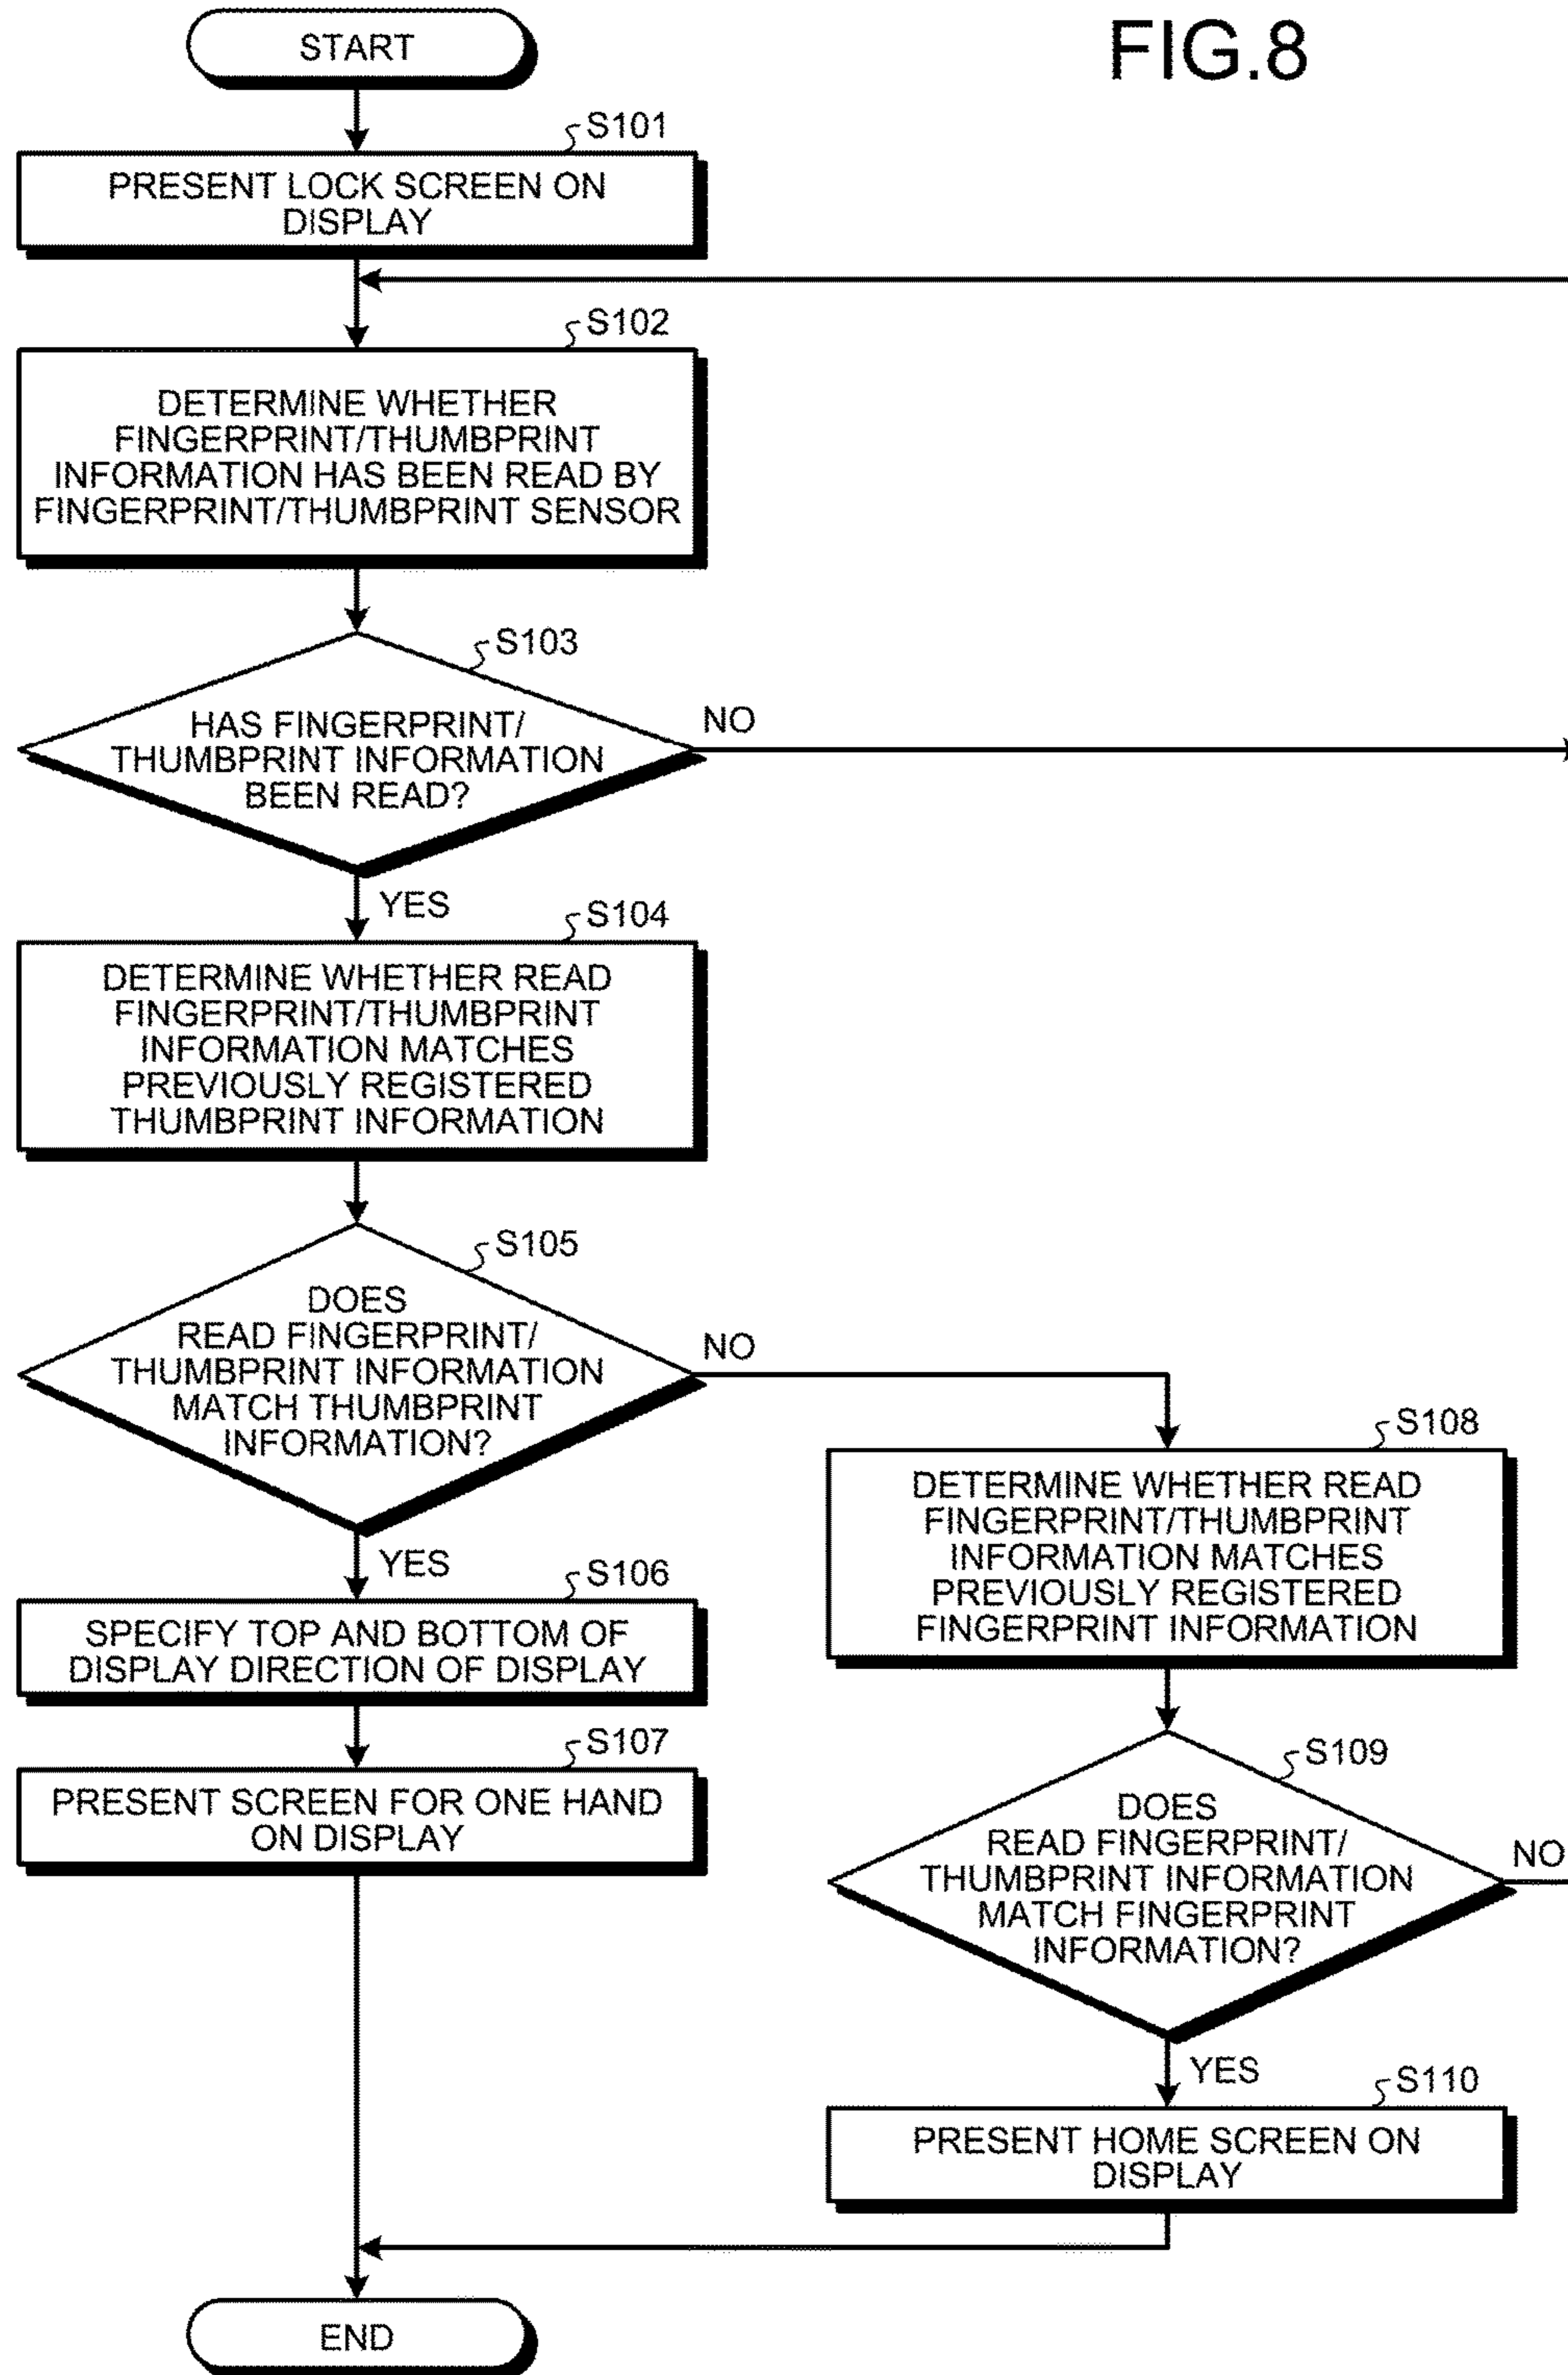 FIG.8
START
S101
PRESENT LOCK SCREEN ON
DISPLAY
S102
DETERMINE WHETHER
FINGERPRINT/THUMBPRINT
INFORMATION HAS BEEN READ BY
FINGERPRINT/THUMBPRINT SENSOR
S103
HAS FINGERPRINT/
THUMBPRINT INFORMATION
BEEN READ?
NO
YES
S104
DETERMINE WHETHER READ
FINGERPRINT/THUMBPRINT
INFORMATION MATCHES
PREVIOUSLY REGISTERED
THUMBPRINT INFORMATION
S105
DOES
READ FINGERPRINT/
THUMBPRINT INFORMATION
MATCH THUMBPRINT
INFORMATION?
NO
YES
S106
SPECIFY TOP AND BOTTOM OF
DISPLAY DIRECTION OF DISPLAY
S107
PRESENT SCREEN FOR ONE HAND
ON DISPLAY
S108
DETERMINE WHETHER READ
FINGERPRINT/THUMBPRINT
INFORMATION MATCHES
PREVIOUSLY REGISTERED
FINGERPRINT INFORMATION
S109
DOES
READ FINGERPRINT/
THUMBPRINT INFORMATION
MATCH FINGERPRINT
INFORMATION?
NO
YES
S110
PRESENT HOME SCREEN ON
DISPLAY
END